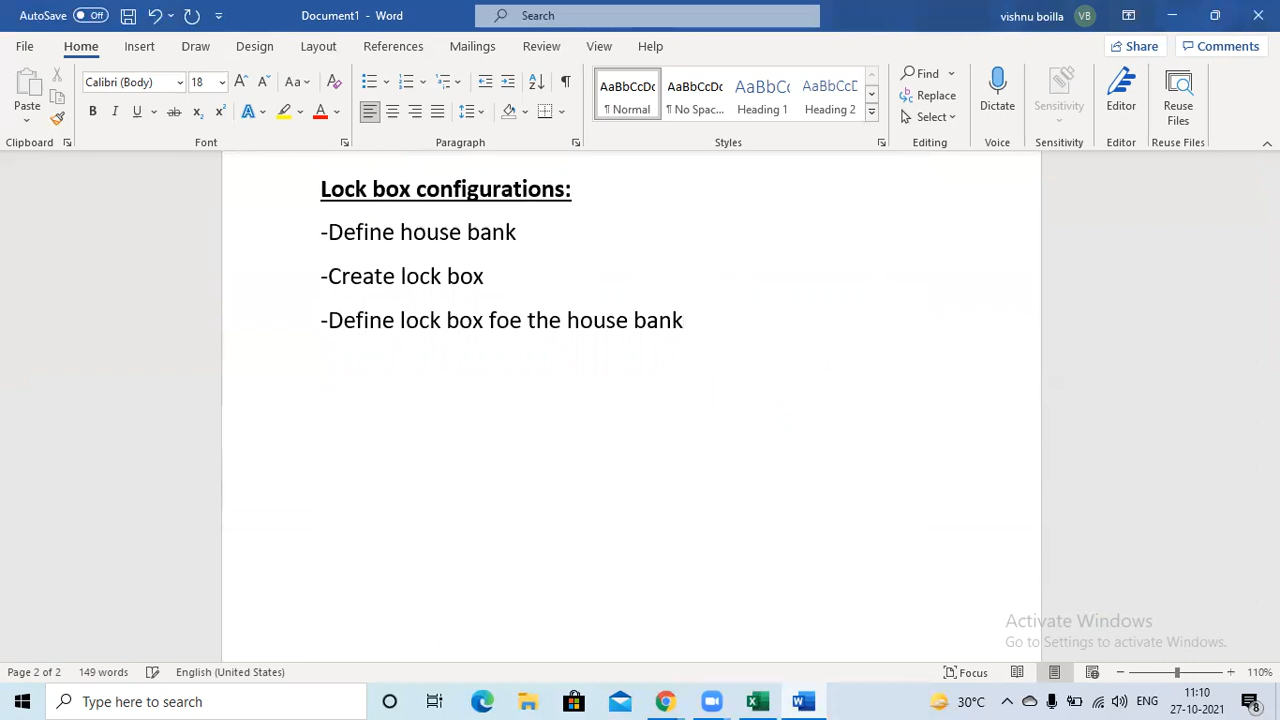 AutoSave Off Document1 - Word Search vishnu boilla VB
File Home Insert Draw Design Layout References Mailings Review View Help Share Comments
Paste Calibri (Body) 18 Aa AaBbCcDc AaBbCcDc AaBbCc AaBbCcD Find Replace Select Dictate Sensitivity Editor Reuse Files
¶ Normal ¶ No Spac... Heading 1 Heading 2
Clipboard Font Paragraph Styles Editing Voice Sensitivity Editor Reuse Files
Lock box configurations:
-Define house bank
-Create lock box
-Define lock box foe the house bank
Activate Windows
Go to Settings to activate Windows.
Page 2 of 2 149 words English (United States) Focus 110%
Type here to search 30°C ENG 11:10 27-10-2021 8